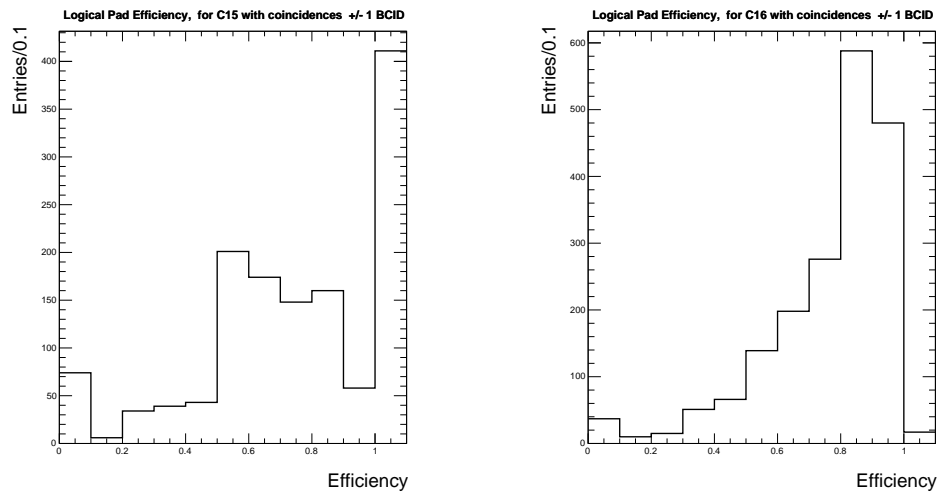 Logical Pad Efficiency, for C15 with coincidences +/- 1 BCID
Entries/0.1
400
350
300
250
200
150
100
50
0
0 0.2 0.4 0.6 0.8 1
Efficiency
Logical Pad Efficiency, for C16 with coincidences +/- 1 BCID
Entries/0.1
600
500
400
300
200
100
0
0 0.2 0.4 0.6 0.8 1
Efficiency